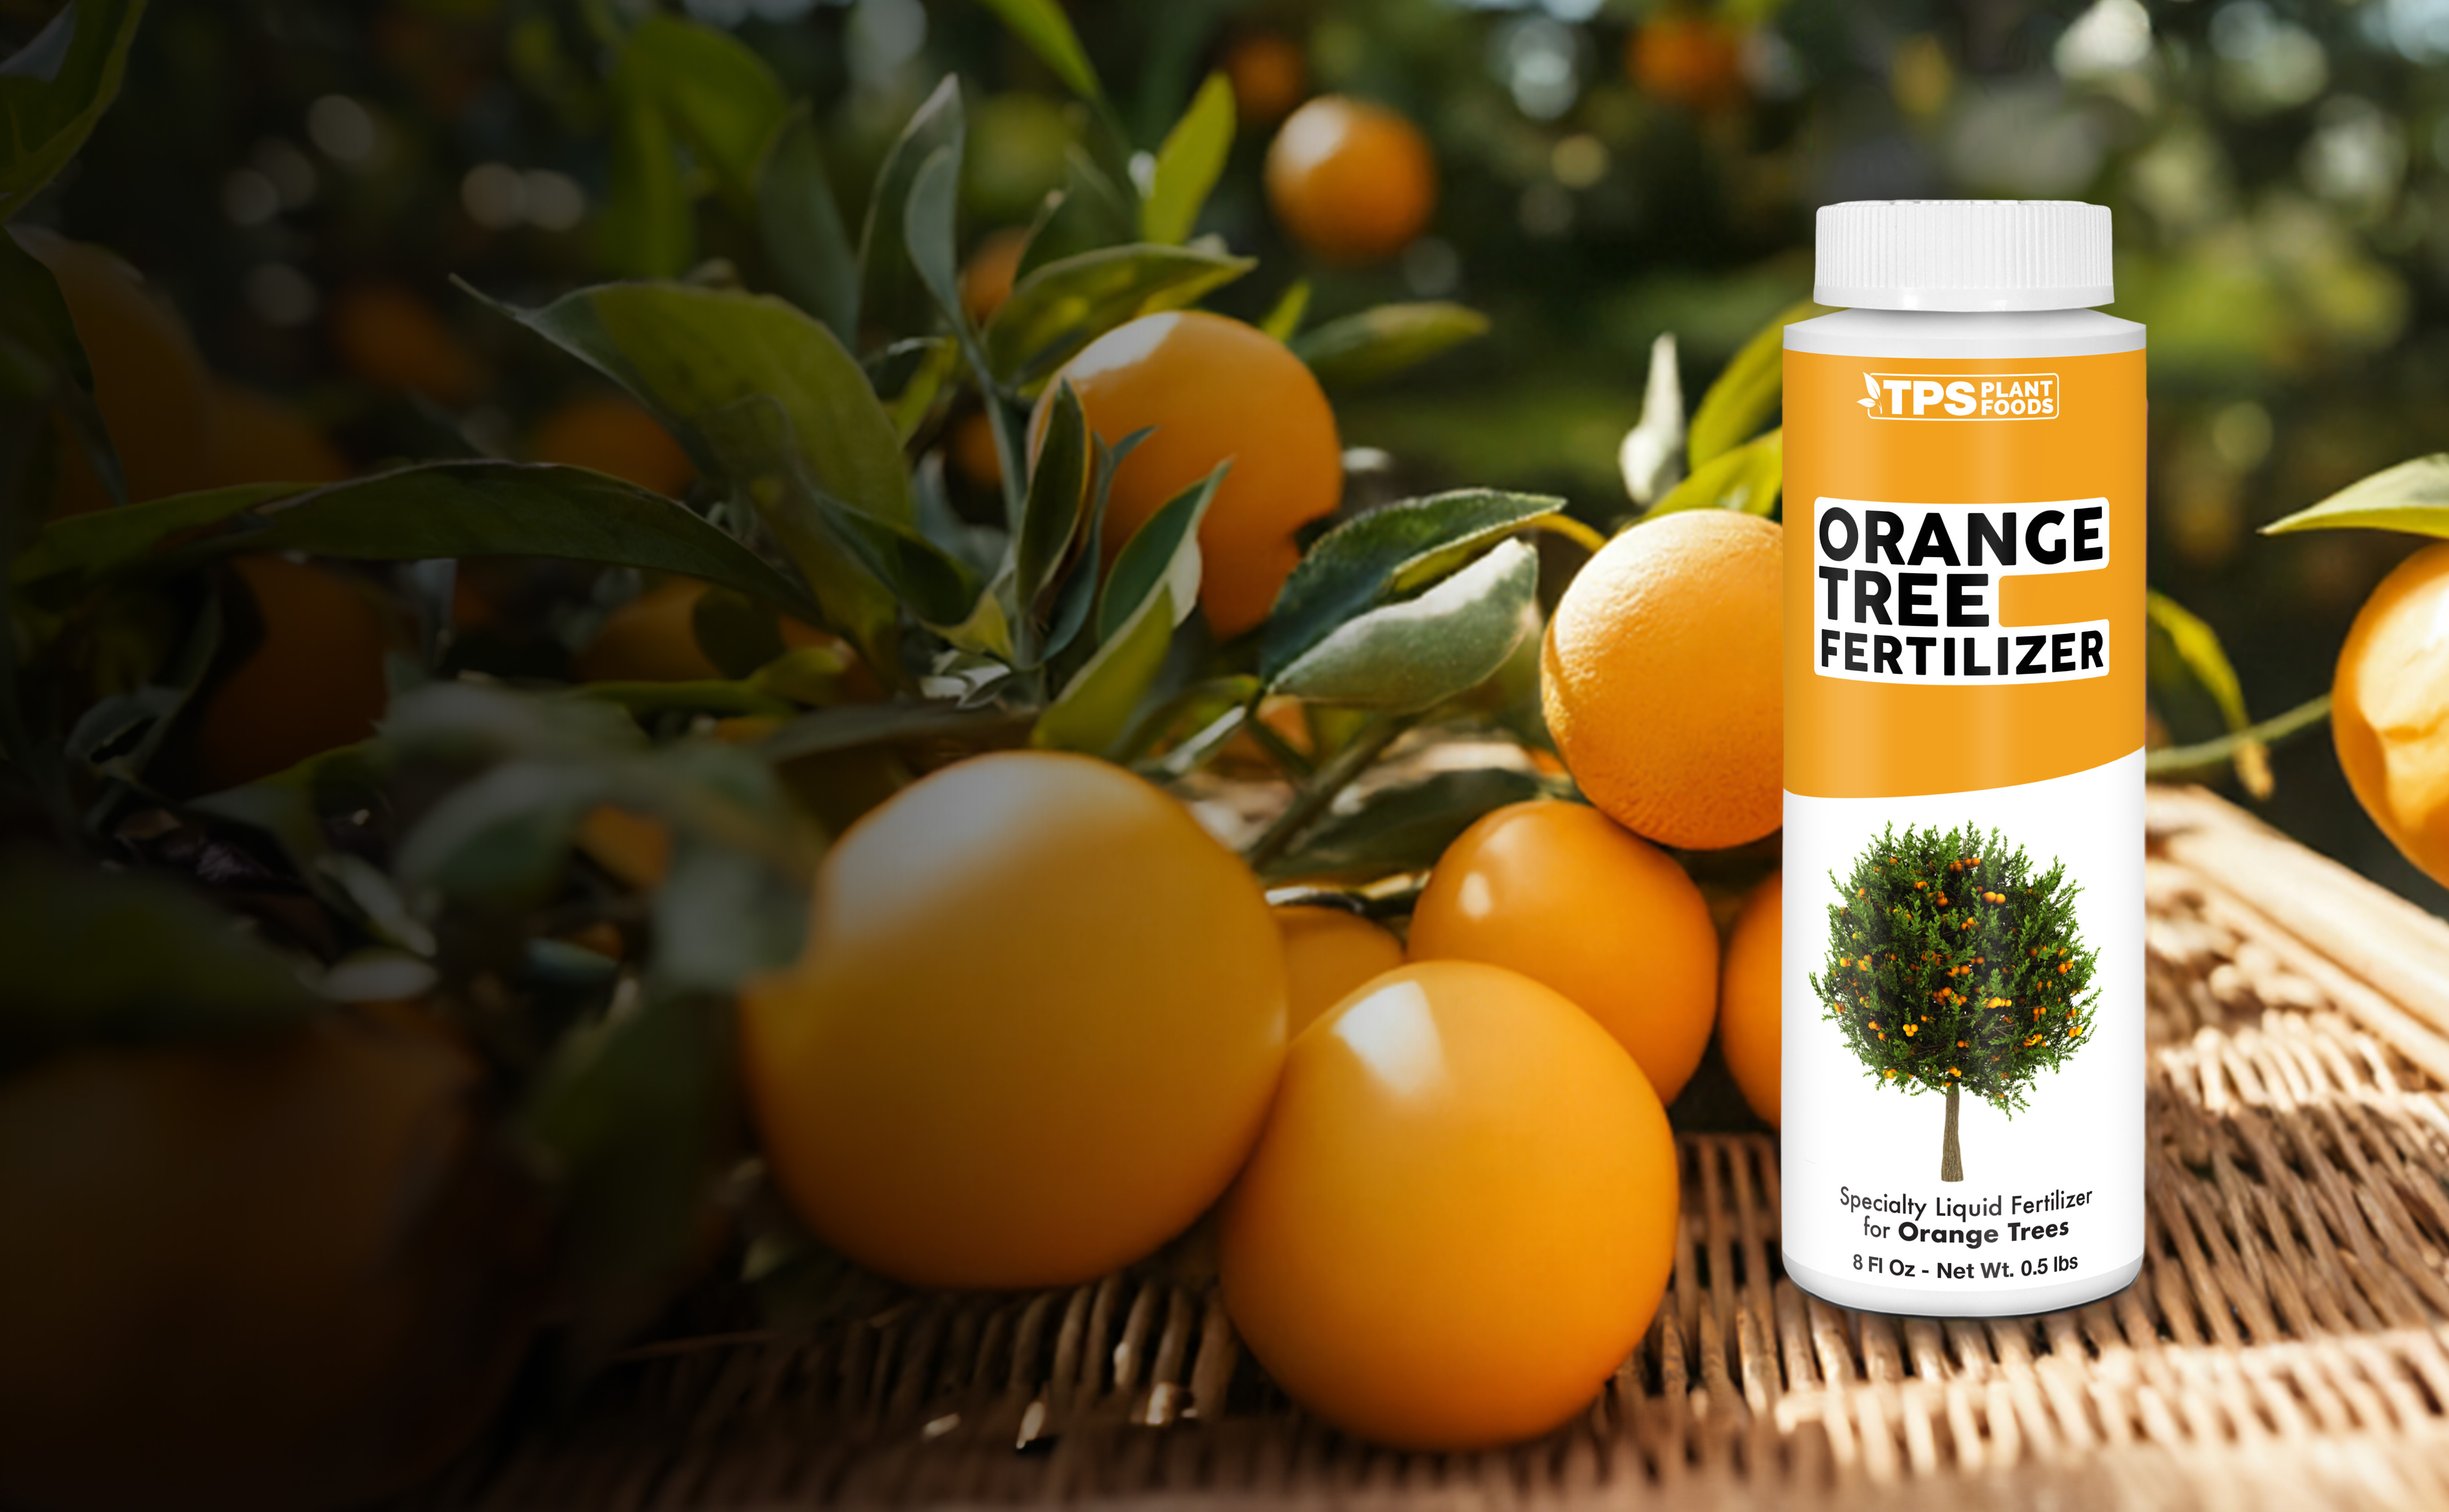 TPS PLANT FOODS
ORANGE
TREE
FERTILIZER
Specialty Liquid Fertilizer
for Orange Trees
8 Fl Oz - Net Wt. 0.5 lbs